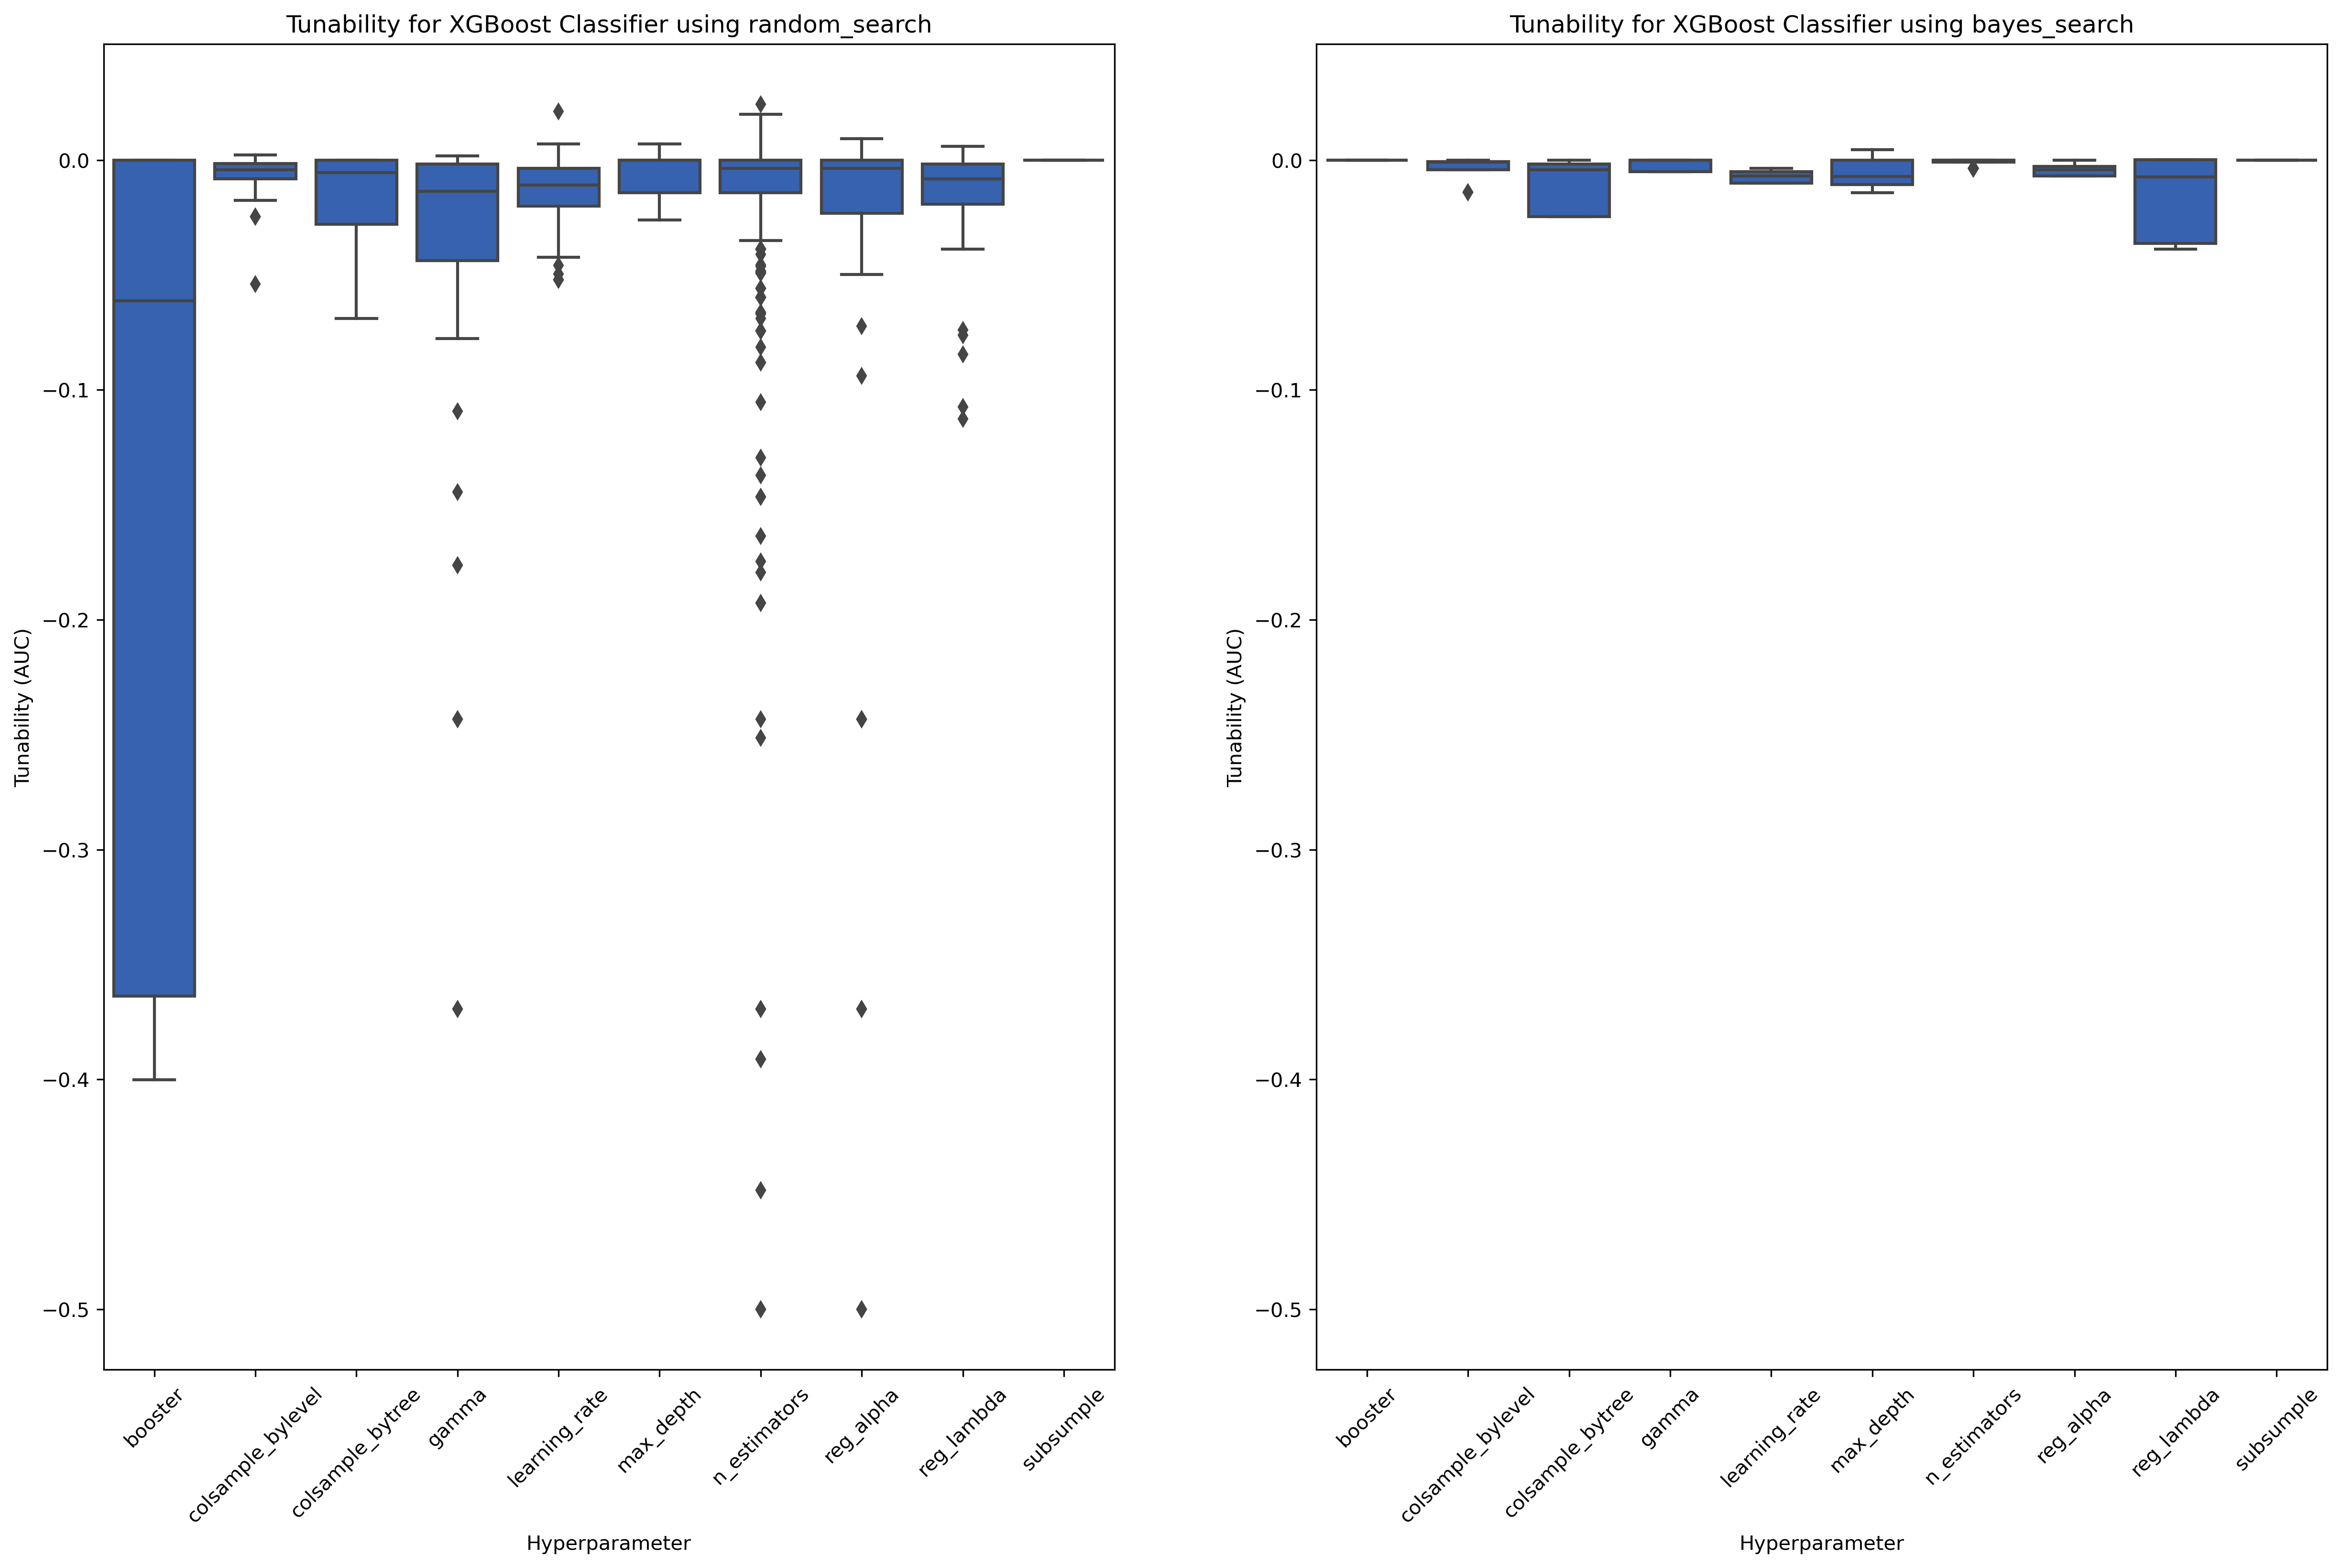 Tunability for XGBoost Classifier using random_search
Tunability (AUC)
0.0
−0.1
−0.2
−0.3
−0.4
−0.5
booster
colsample_bylevel
colsample_bytree
gamma
learning_rate
max_depth
n_estimators
reg_alpha
reg_lambda
subsumple
Hyperparameter
Tunability for XGBoost Classifier using bayes_search
Tunability (AUC)
0.0
−0.1
−0.2
−0.3
−0.4
−0.5
booster
colsample_bylevel
colsample_bytree
gamma
learning_rate
max_depth
n_estimators
reg_alpha
reg_lambda
subsumple
Hyperparameter